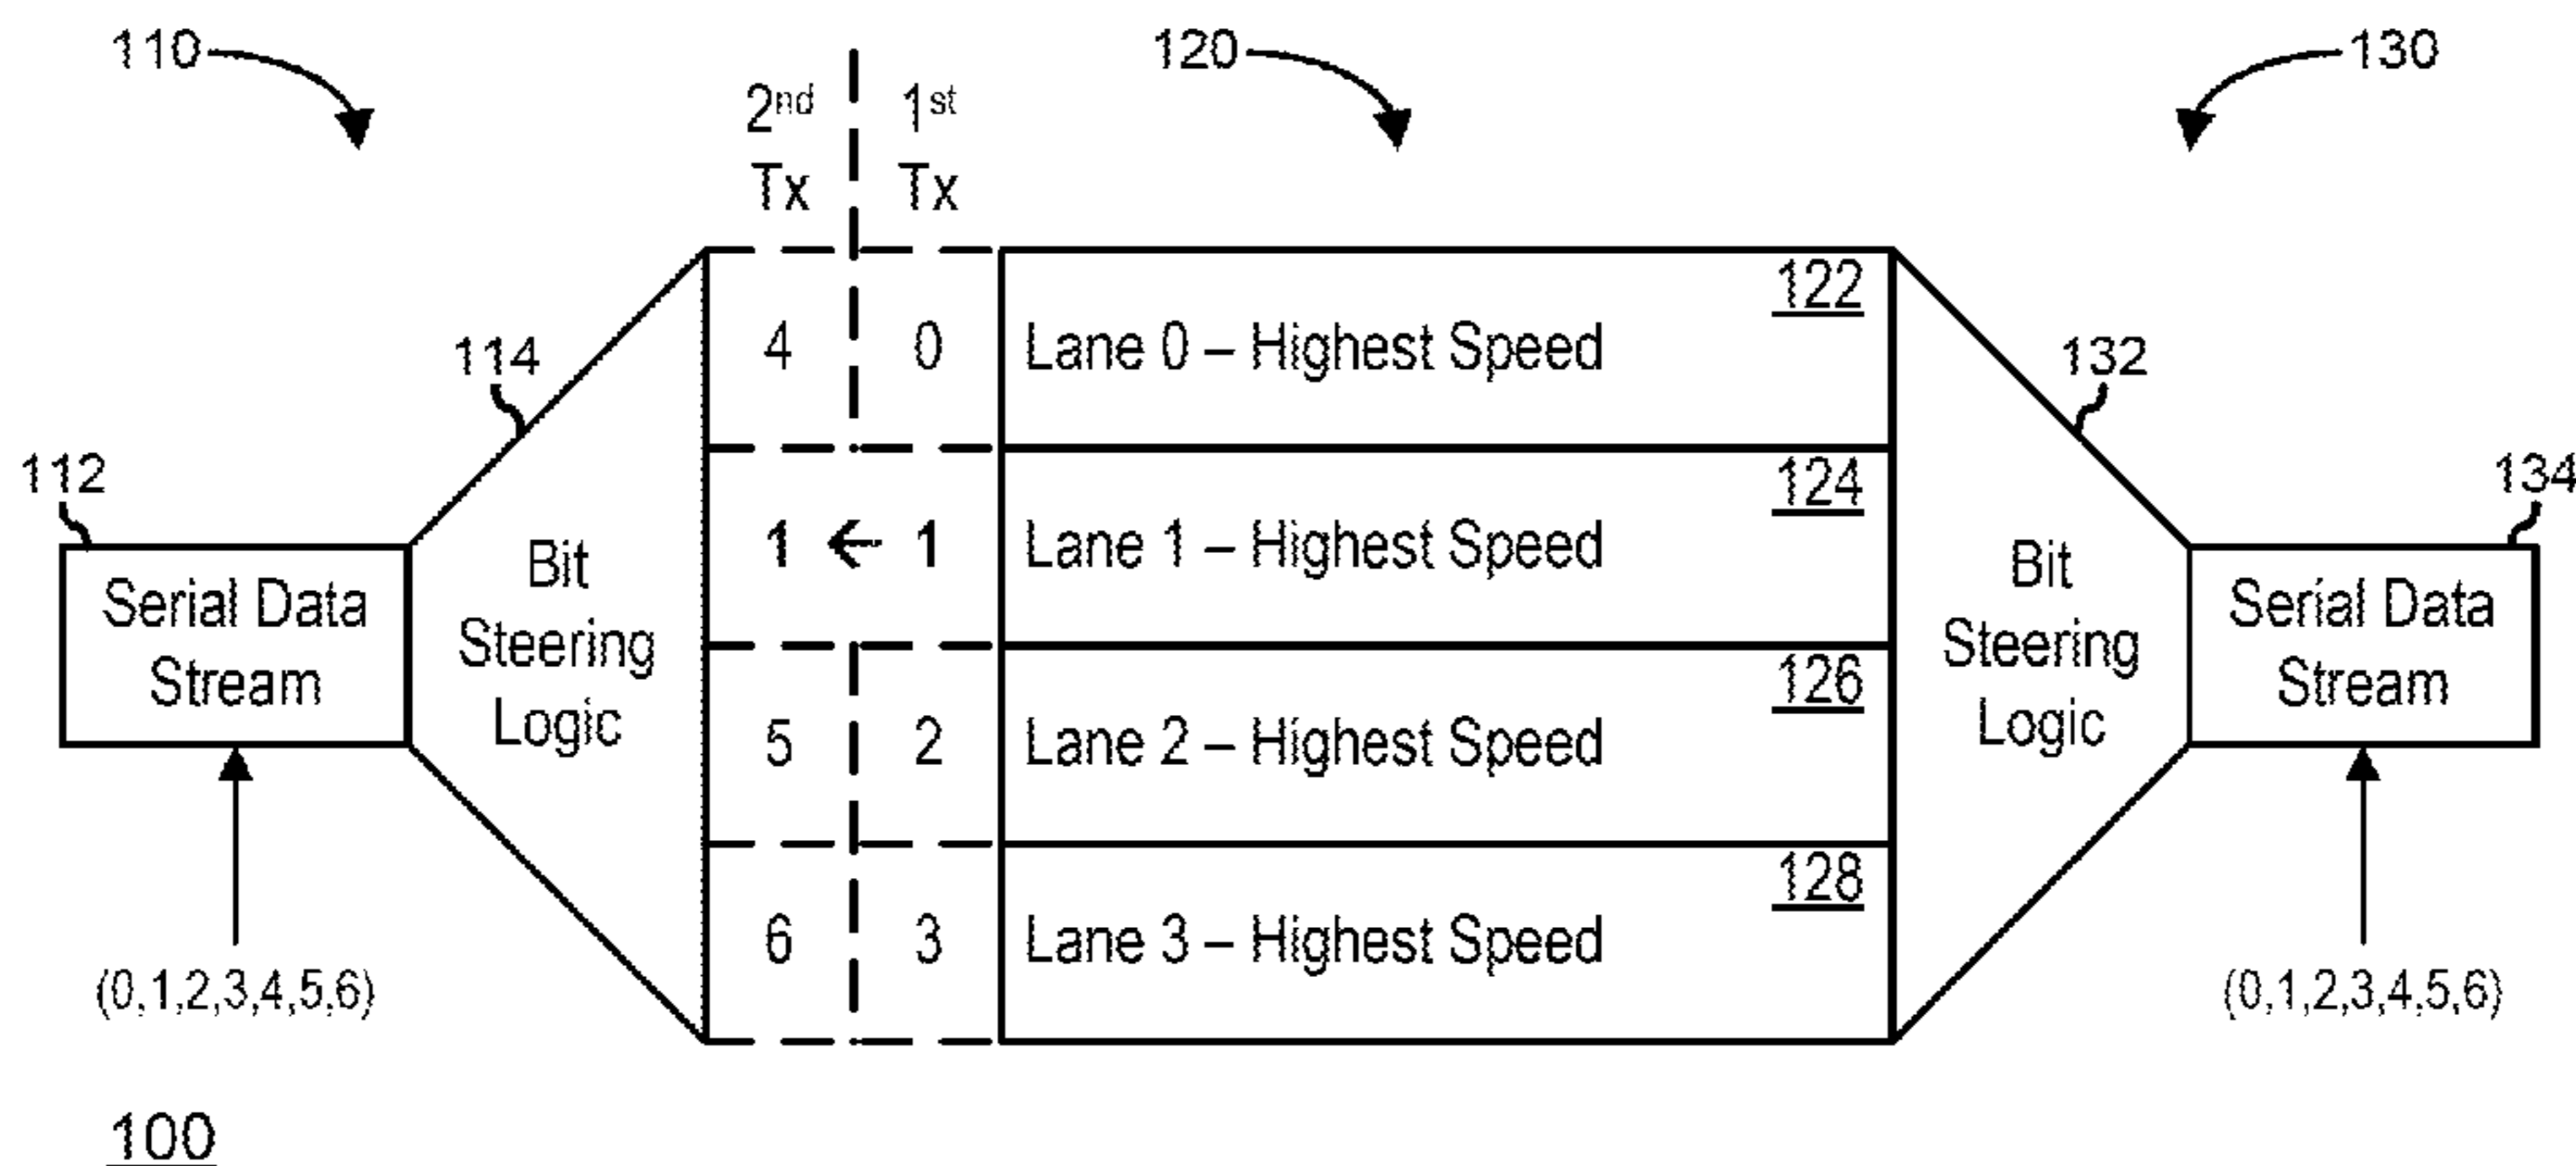 110
120
130
2nd 1st
Tx Tx
112
114
Serial Data
Stream
(0,1,2,3,4,5,6)
Bit
Steering
Logic
4 0 Lane 0 – Highest Speed 122
1 ← 1 Lane 1 – Highest Speed 124
5 2 Lane 2 – Highest Speed 126
6 3 Lane 3 – Highest Speed 128
132
Bit
Steering
Logic
134
Serial Data
Stream
(0,1,2,3,4,5,6)
100